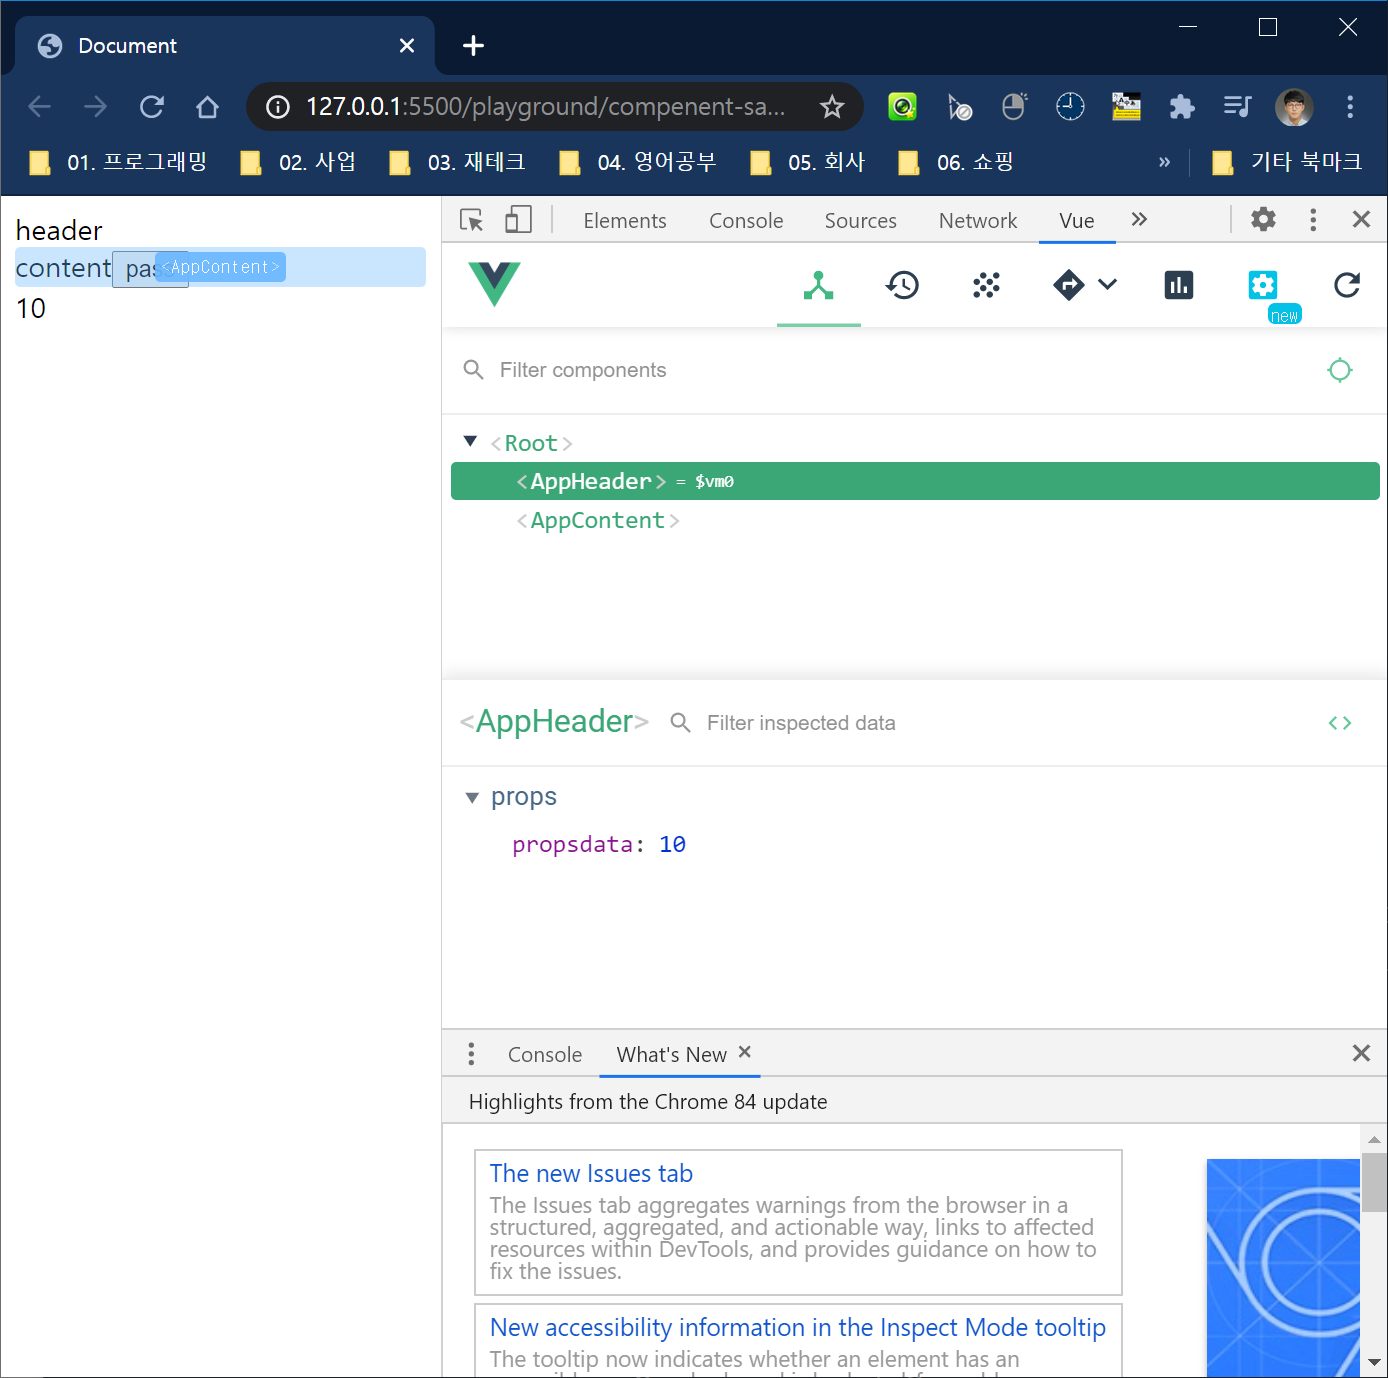 Document
127.0.0.1:5500/playground/compenent-sa...
01. 프로그래밍
02. 사업
03. 재테크
04. 영어공부
05. 회사
06. 쇼핑
»
기타 북마크
header
content
<AppContent>
10
Elements
Console
Sources
Network
Vue
new
Filter components
<Root>
<AppHeader> = $vm0
<AppContent>
<AppHeader>
Filter inspected data
props
propsdata: 10
Console
What's New
Highlights from the Chrome 84 update
The new Issues tab
The Issues tab aggregates warnings from the browser in a
structured, aggregated, and actionable way, links to affected
resources within DevTools, and provides guidance on how to
fix the issues.
New accessibility information in the Inspect Mode tooltip
The tooltip now indicates whether an element has an